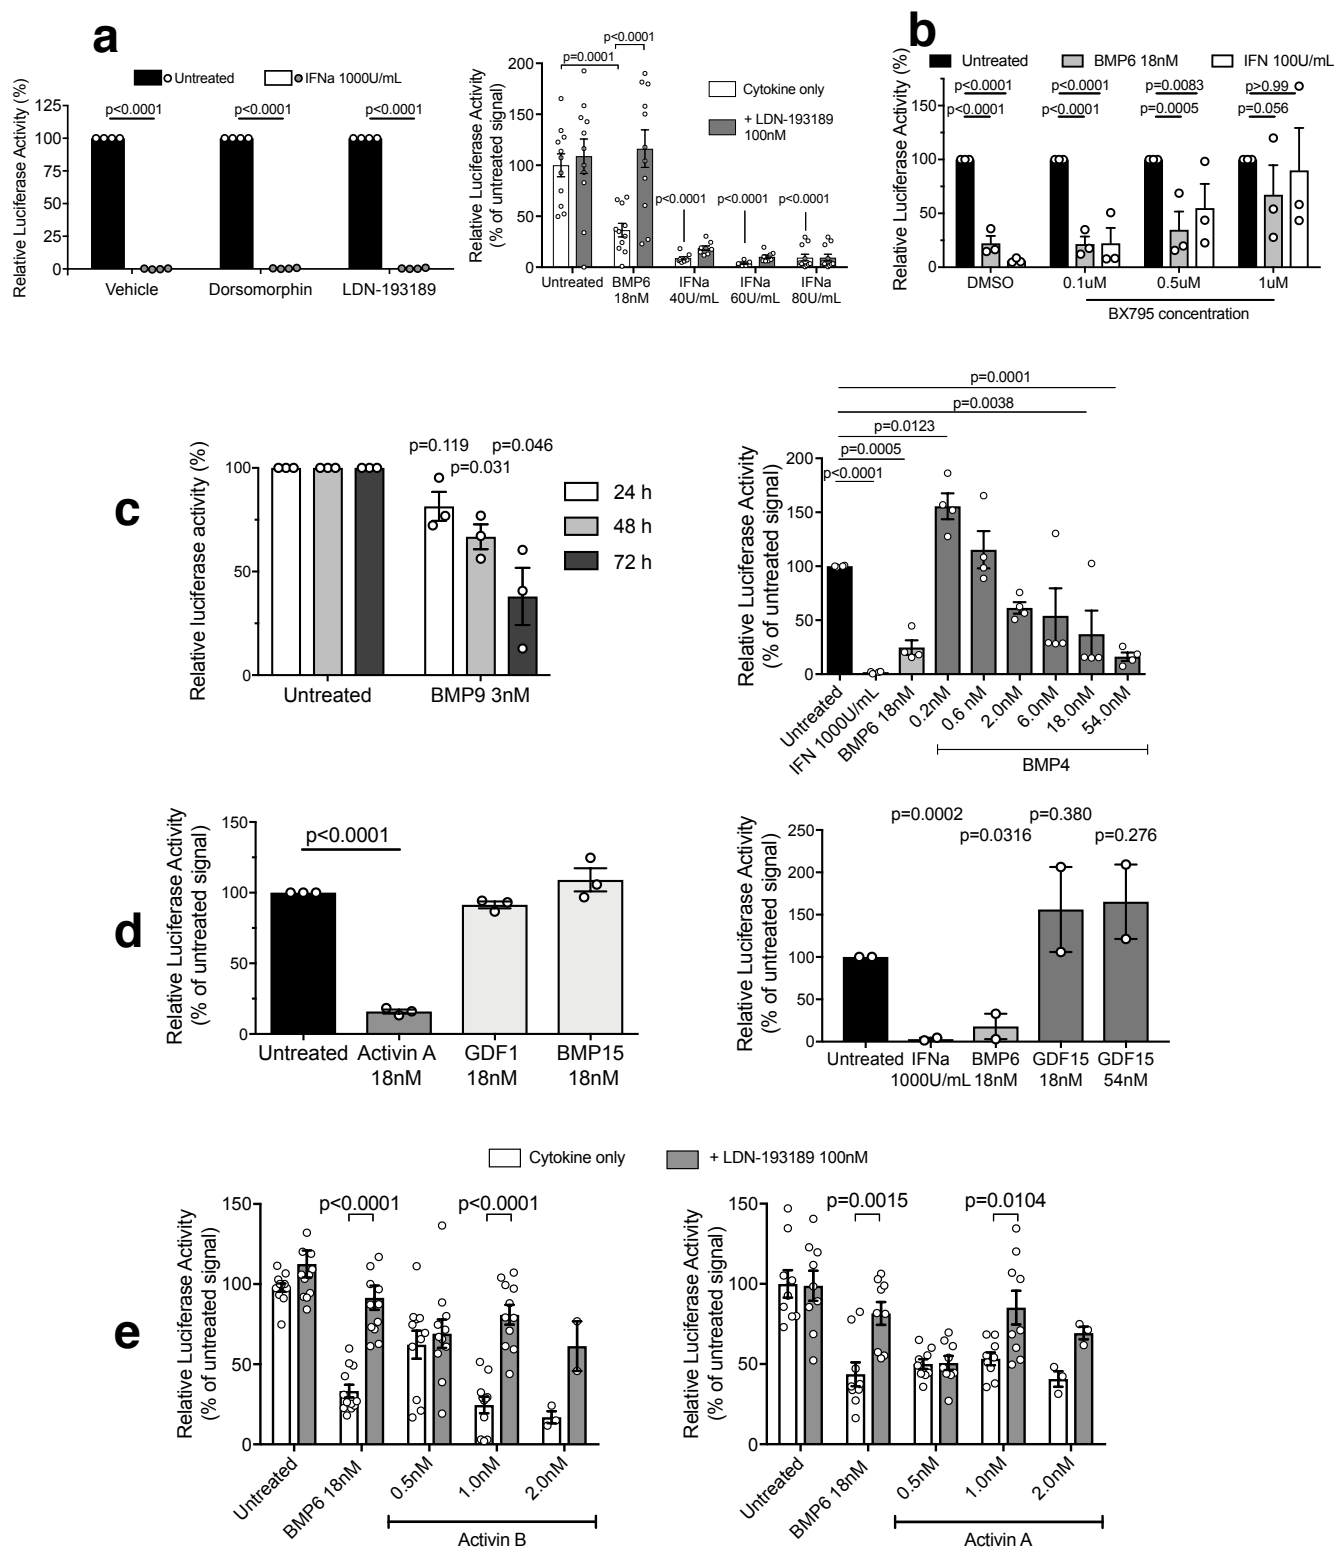 a
Untreated
IFNa 1000U/mL
Relative Luciferase Activity (%)
125
100
75
50
25
0
p<0.0001
p<0.0001
p<0.0001
Vehicle
Dorsomorphin
LDN-193189
Relative Luciferase Activity
(% of untreated signal)
200
150
100
50
0
p<0.0001
p=0.0001
Cytokine only
+ LDN-193189
100nM
p<0.0001
p<0.0001
p<0.0001
Untreated
BMP6
18nM
IFNa
40U/mL
IFNa
60U/mL
IFNa
80U/mL
b
Untreated
BMP6 18nM
IFN 100U/mL
Relative Luciferase Activity (%)
150
100
50
0
p<0.0001
p<0.0001
p<0.0001
p<0.0001
p=0.0083
p=0.0005
p>0.99
p=0.056
DMSO
0.1uM
0.5uM
1uM
BX795 concentration
c
Relative luciferase activity (%)
100
50
0
p=0.119
p=0.031
p=0.046
24 h
48 h
72 h
Untreated
BMP9 3nM
Relative Luciferase Activity
(% of untreated signal)
200
150
100
50
0
p=0.0001
p=0.0038
p=0.0123
p=0.0005
p<0.0001
Untreated
IFN 1000U/mL
BMP6 18nM
0.2nM
0.6 nM
2.0nM
6.0nM
18.0nM
54.0nM
BMP4
d
Relative Luciferase Activity
(% of untreated signal)
150
100
50
0
p<0.0001
Untreated
Activin A
18nM
GDF1
18nM
BMP15
18nM
Relative Luciferase Activity
(% of untreated signal)
250
200
150
100
50
0
p=0.0002
p=0.0316
p=0.380
p=0.276
Untreated
IFNa
1000U/mL
BMP6
18nM
GDF15
18nM
GDF15
54nM
e
Cytokine only
+ LDN-193189 100nM
Relative Luciferase Activity
(% of untreated signal)
150
100
50
0
p<0.0001
p<0.0001
Untreated
BMP6 18nM
0.5nM
1.0nM
2.0nM
Activin B
Relative Luciferase Activity
(% of untreated signal)
150
100
50
0
p=0.0015
p=0.0104
Untreated
BMP6 18nM
0.5nM
1.0nM
2.0nM
Activin A